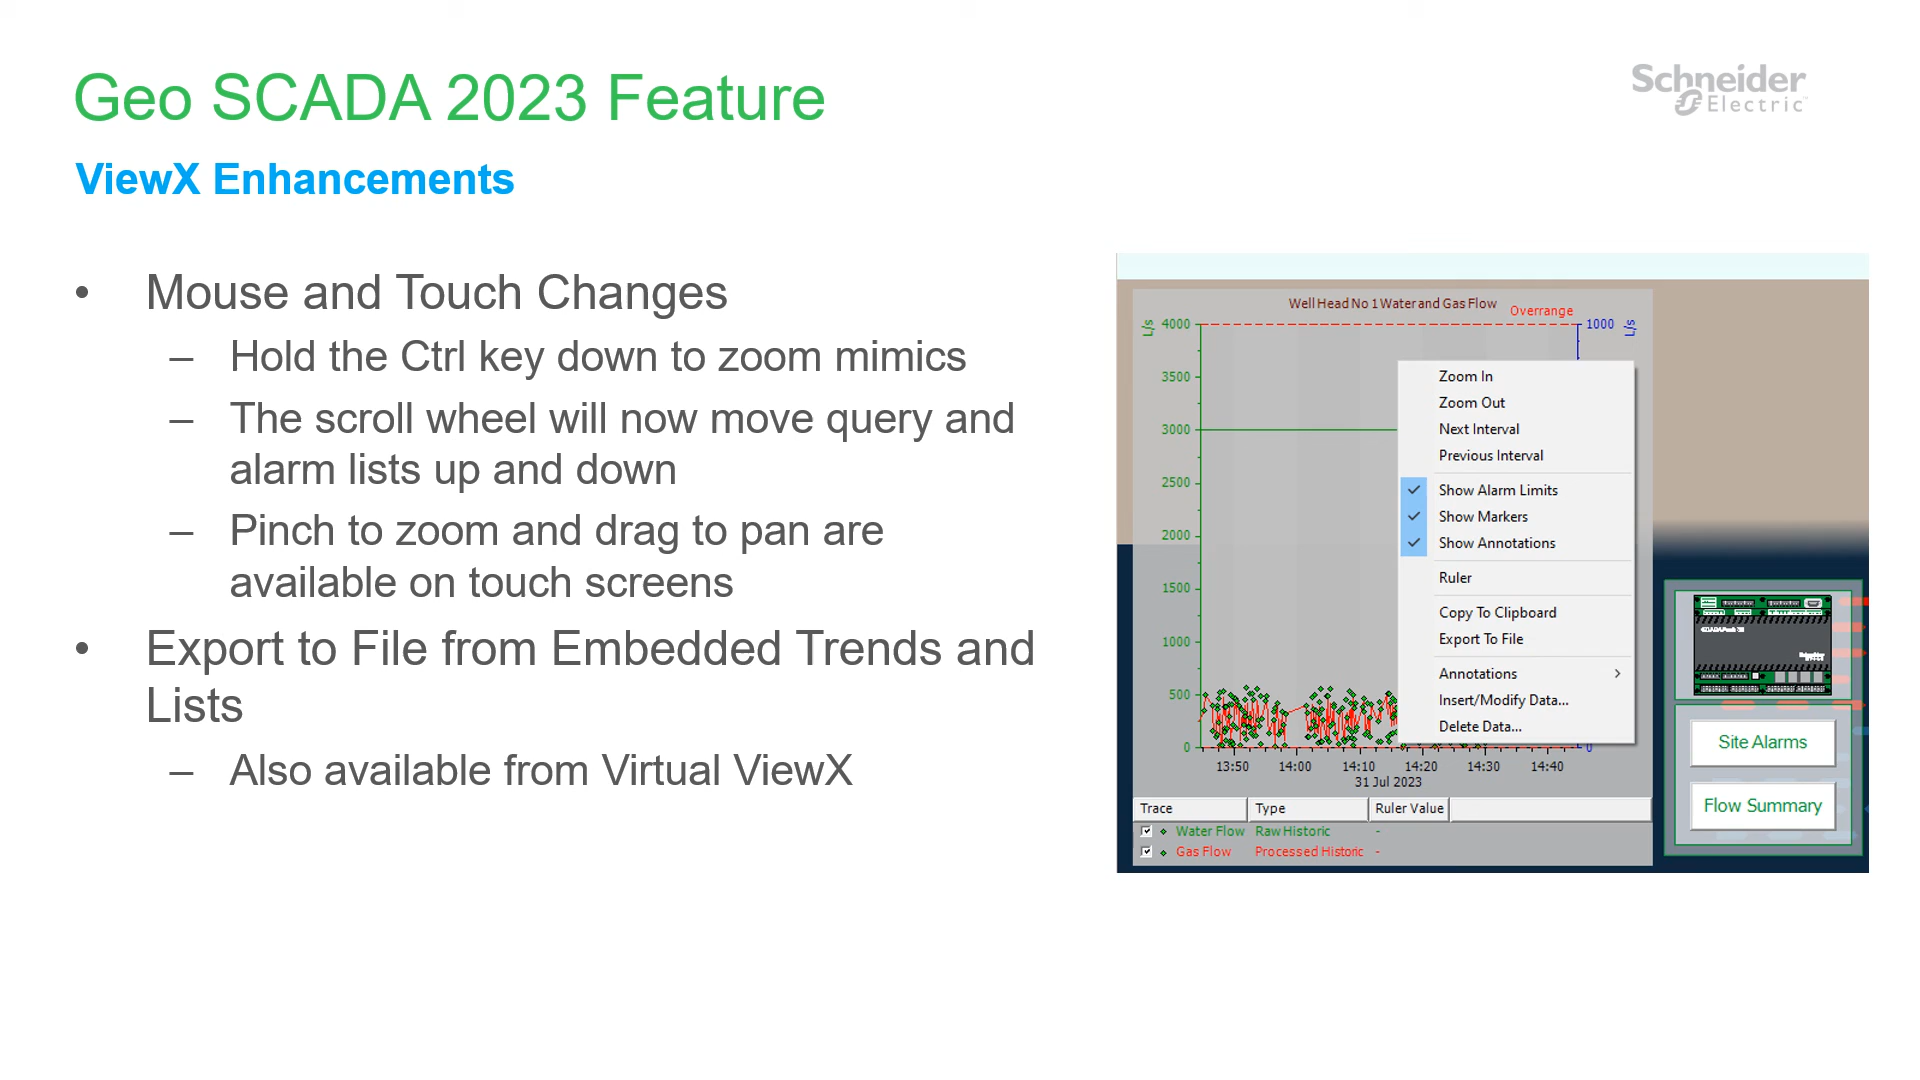 Geo SCADA 2023 Feature
Schneider
Electric
ViewX Enhancements
• Mouse and Touch Changes
– Hold the Ctrl key down to zoom mimics
– The scroll wheel will now move query and
alarm lists up and down
– Pinch to zoom and drag to pan are
available on touch screens
• Export to File from Embedded Trends and
Lists
– Also available from Virtual ViewX
Well Head No 1 Water and Gas Flow
Overrange
L/s
4000
3500
3000
2500
2000
1500
1000
500
0
1000
L/s
0
13:50 14:00 14:10 14:20 14:30 14:40
31 Jul 2023
Zoom In
Zoom Out
Next Interval
Previous Interval
Show Alarm Limits
Show Markers
Show Annotations
Ruler
Copy To Clipboard
Export To File
Annotations
Insert/Modify Data...
Delete Data...
Trace Type Ruler Value
Water Flow Raw Historic -
Gas Flow Processed Historic -
Site Alarms
Flow Summary